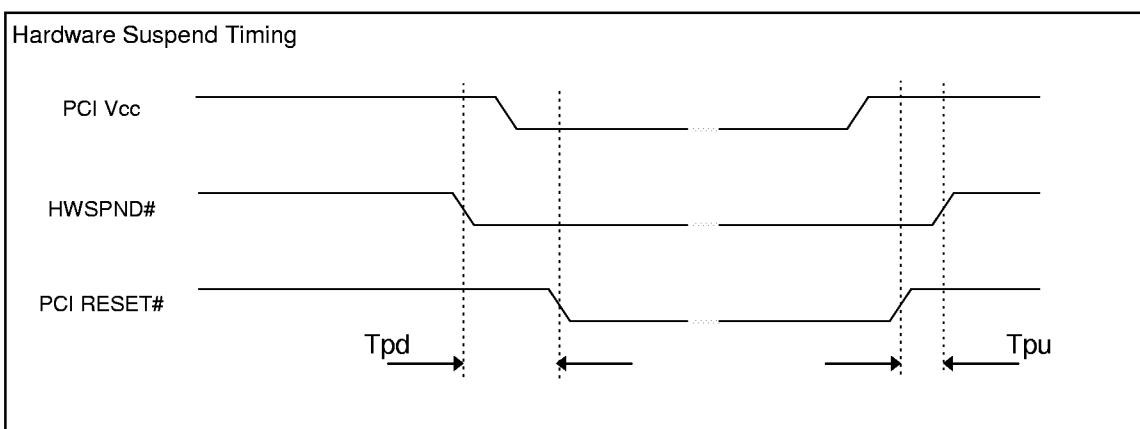 Hardware Suspend Timing
PCI Vcc
HWSPND#
PCI RESET#
Tpd
Tpu